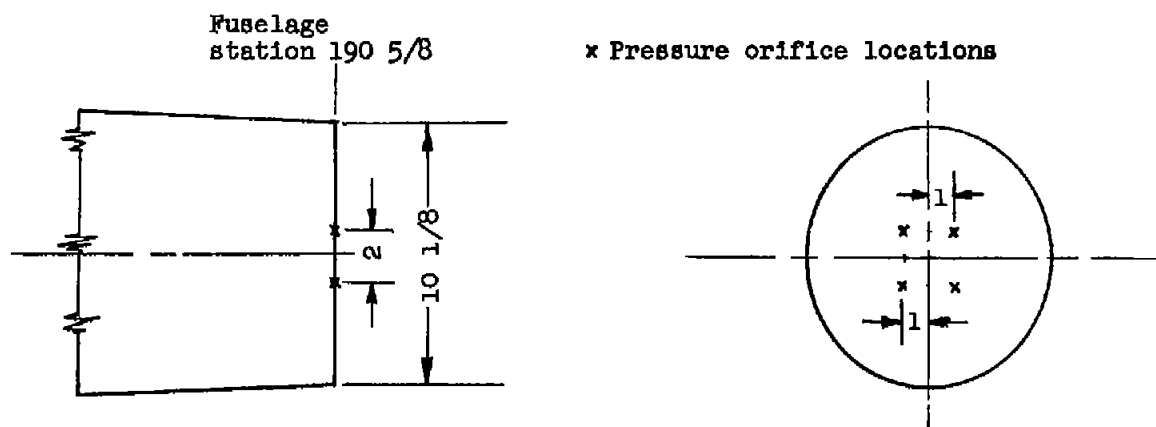 Fuselage
station 190 5/8
x Pressure orifice locations
2
10 1/8
1
1